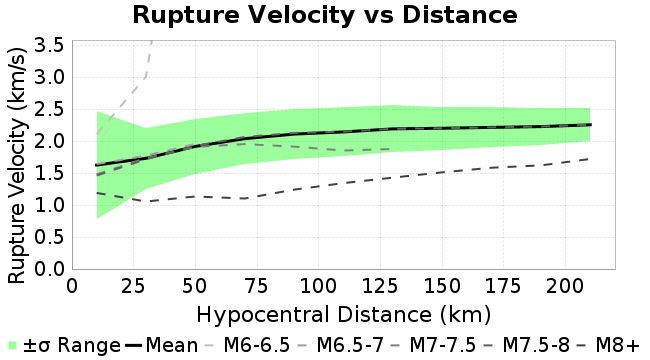 Rupture Velocity vs Distance
Rupture Velocity (km/s)
3.5
3.0
2.5
2.0
1.5
1.0
0.5
0.0
0 25 50 75 100 125 150 175 200
Hypocentral Distance (km)
±σ Range Mean M6-6.5 M6.5-7 M7-7.5 M7.5-8 M8+